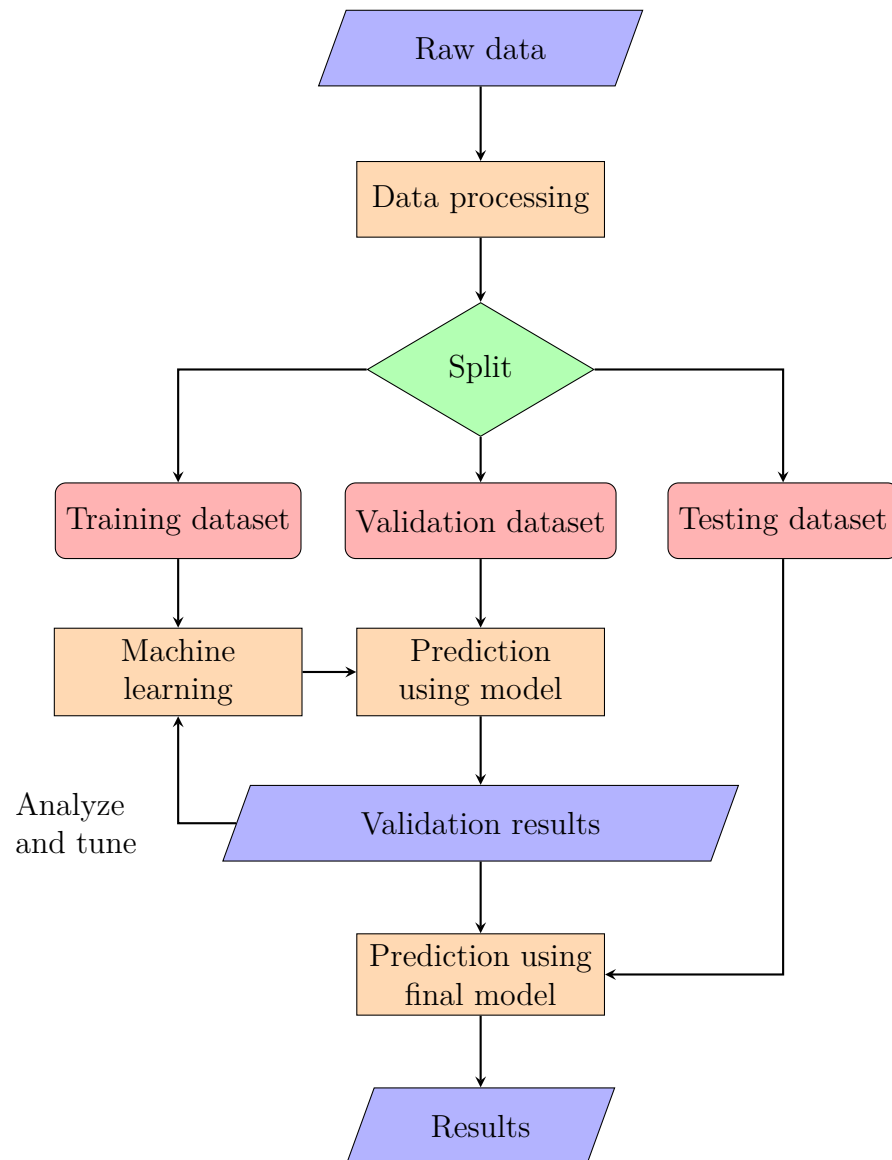 Raw data
Data processing
Split
Training dataset
Validation dataset
Testing dataset
Machine
learning
Prediction
using model
Analyze
and tune
Validation results
Prediction using
final model
Results